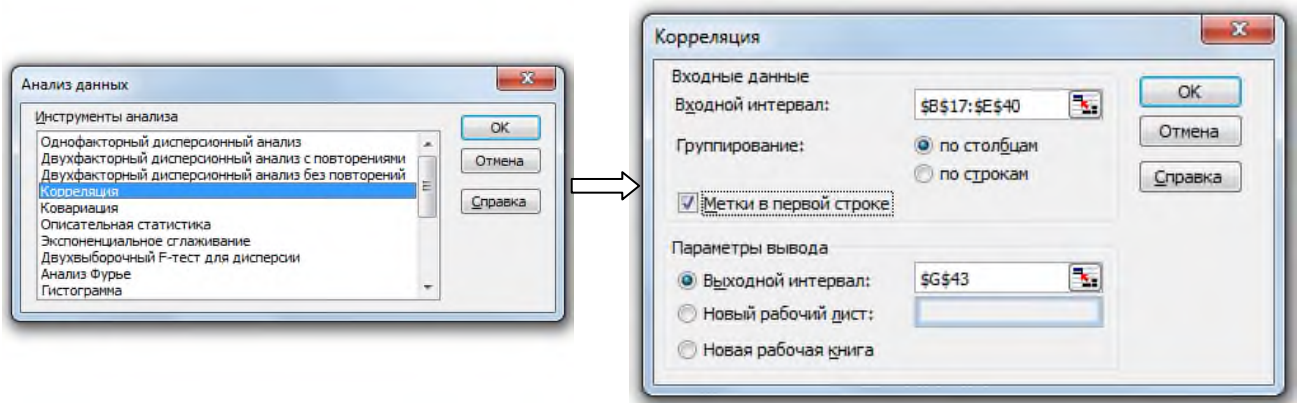 Анализ данных
Инструменты анализа
Однофакторный дисперсионный анализ
Двухфакторный дисперсионный анализ с повторениями
Двухфакторный дисперсионный анализ без повторений
Корреляция
Ковариация
Описательная статистика
Экспоненциальное сглаживание
Двухвыборочный F-тест для дисперсии
Анализ Фурье
Гистограмма
ОК
Отмена
Справка
Корреляция
Входные данные
Входной интервал:
$B$17:$E$40
Группирование:
по столбцам
по строкам
Метки в первой строке
Параметры вывода
Выходной интервал:
$G$43
Новый рабочий лист:
Новая рабочая книга
ОК
Отмена
Справка